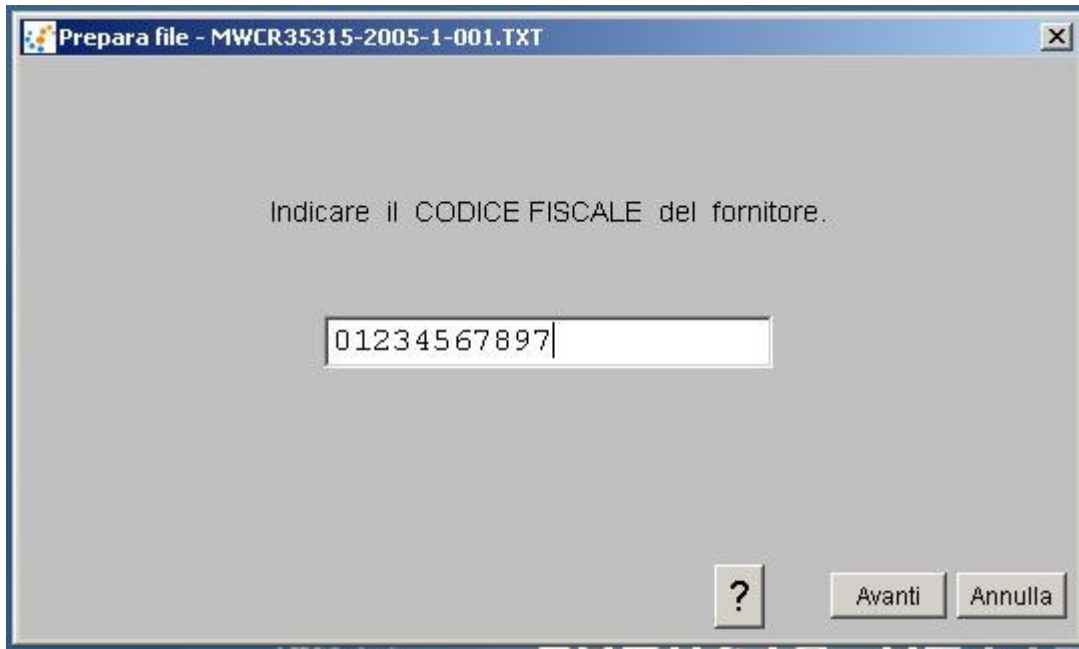 Prepara file - MWCR35315-2005-1-001.TXT
Indicare il CODICE FISCALE del fornitore.
01234567897
? Avanti Annulla